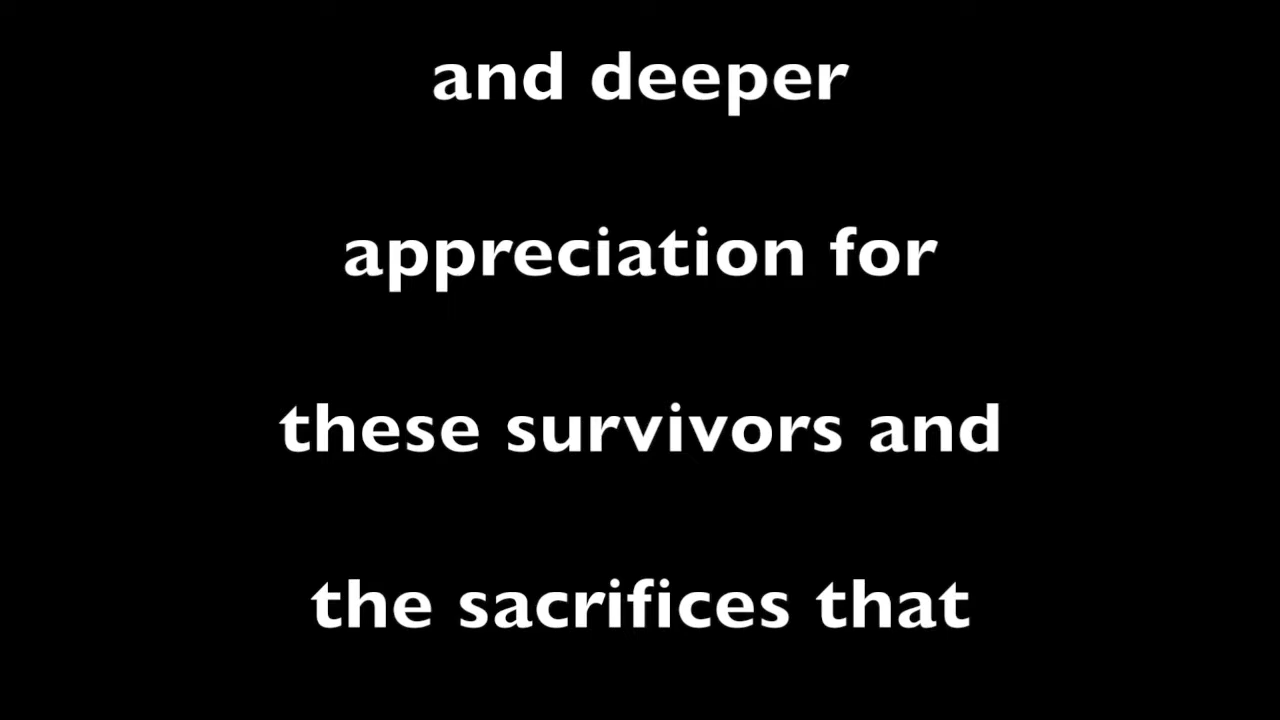 and deeper
appreciation for
these survivors and
the sacrifices that